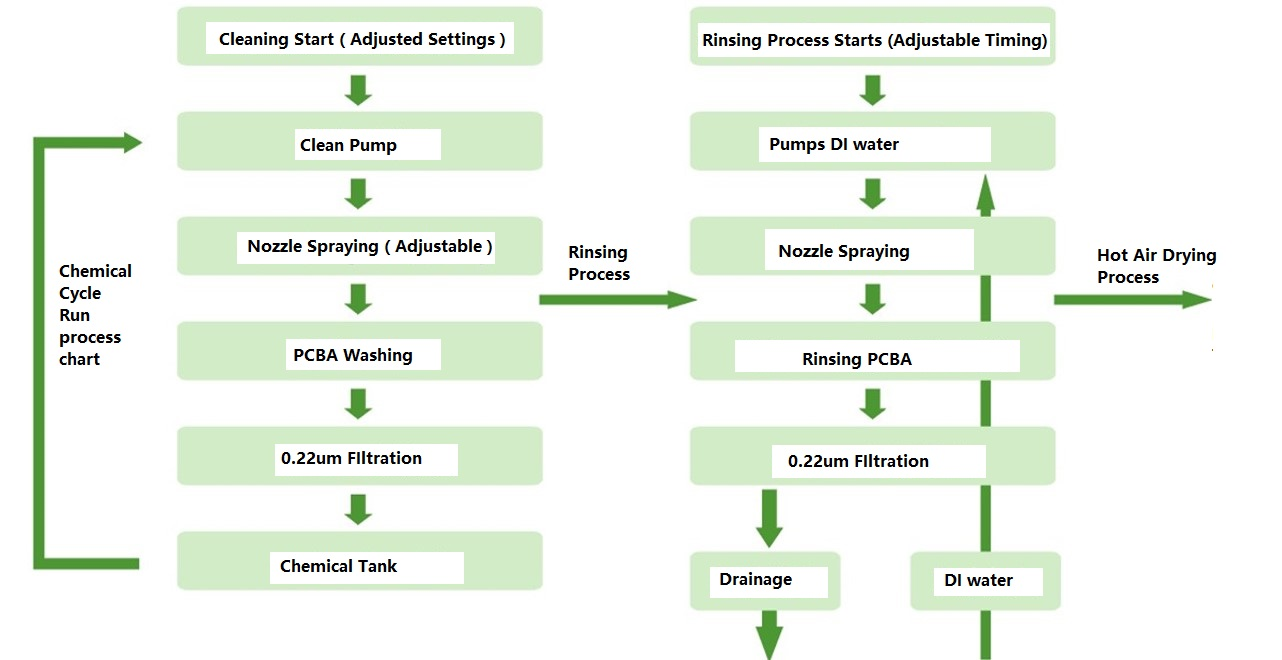 Cleaning Start ( Adjusted Settings )
Clean Pump
Nozzle Spraying ( Adjustable )
PCBA Washing
0.22um FIltration
Chemical Tank
Chemical
Cycle
Run
process
chart
Rinsing
Process
Rinsing Process Starts (Adjustable Timing)
Pumps DI water
Nozzle Spraying
Rinsing PCBA
0.22um FIltration
Drainage
DI water
Hot Air Drying
Process